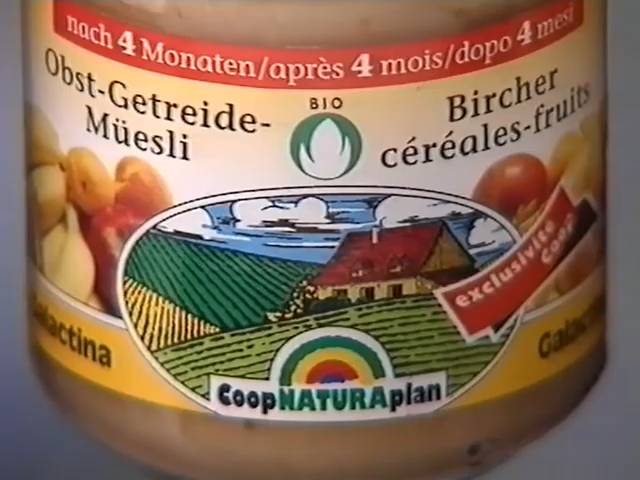 nach 4 Monaten/après 4 mois/dopo 4 mesi
Obst-Getreide-
Müesli
BIO
Bircher
céréales-fruits
exclusivité
Coop
Galactina
CoopNATURAplan